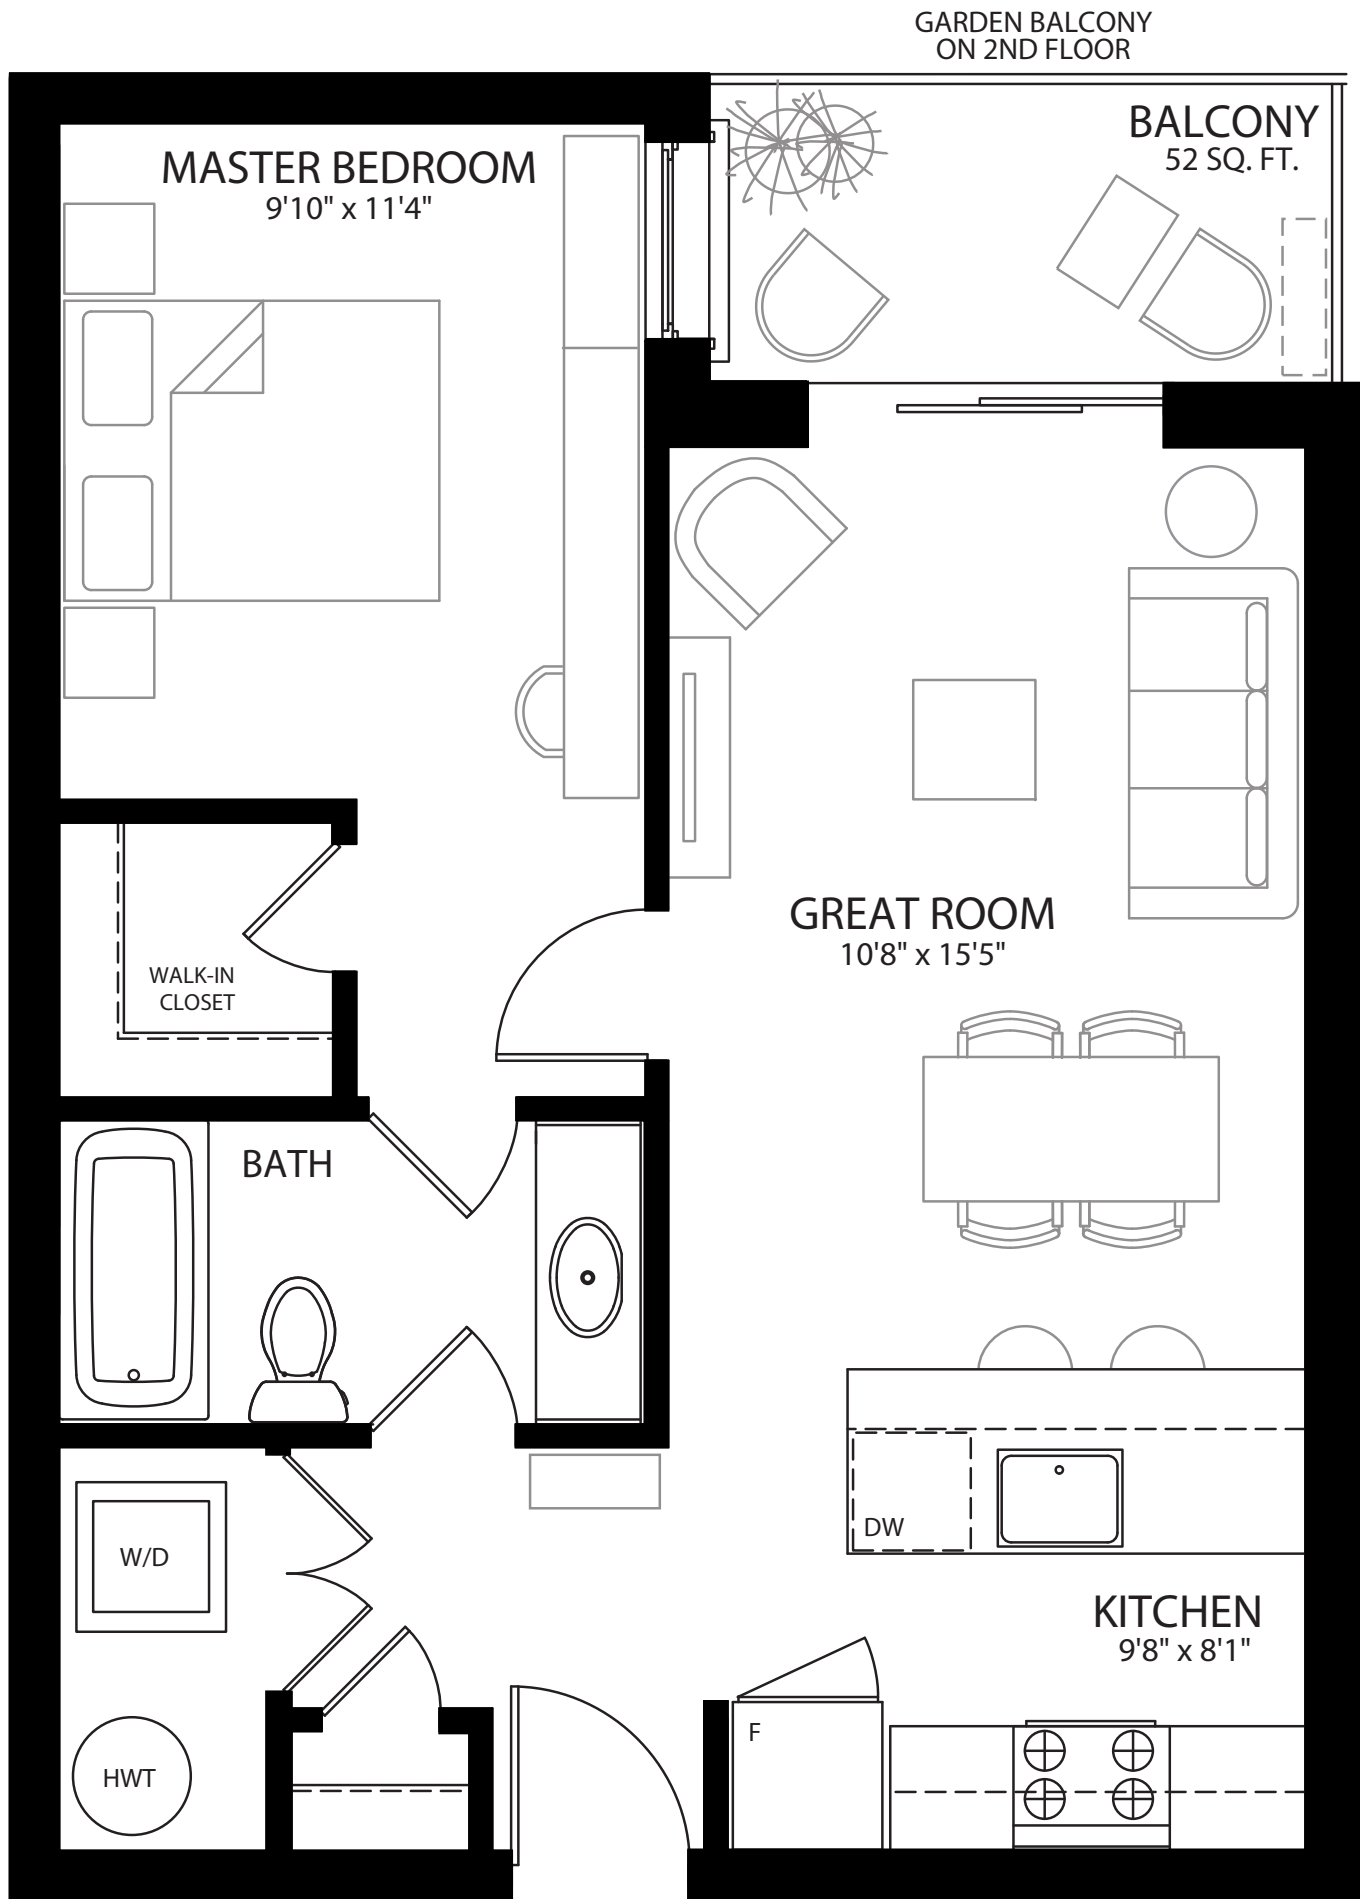 GARDEN BALCONY
ON 2ND FLOOR
BALCONY
52 SQ. FT.
MASTER BEDROOM
9'10" x 11'4"
GREAT ROOM
10'8" x 15'5"
WALK-IN
CLOSET
BATH
DW
W/D
KITCHEN
9'8" x 8'1"
F
HWT